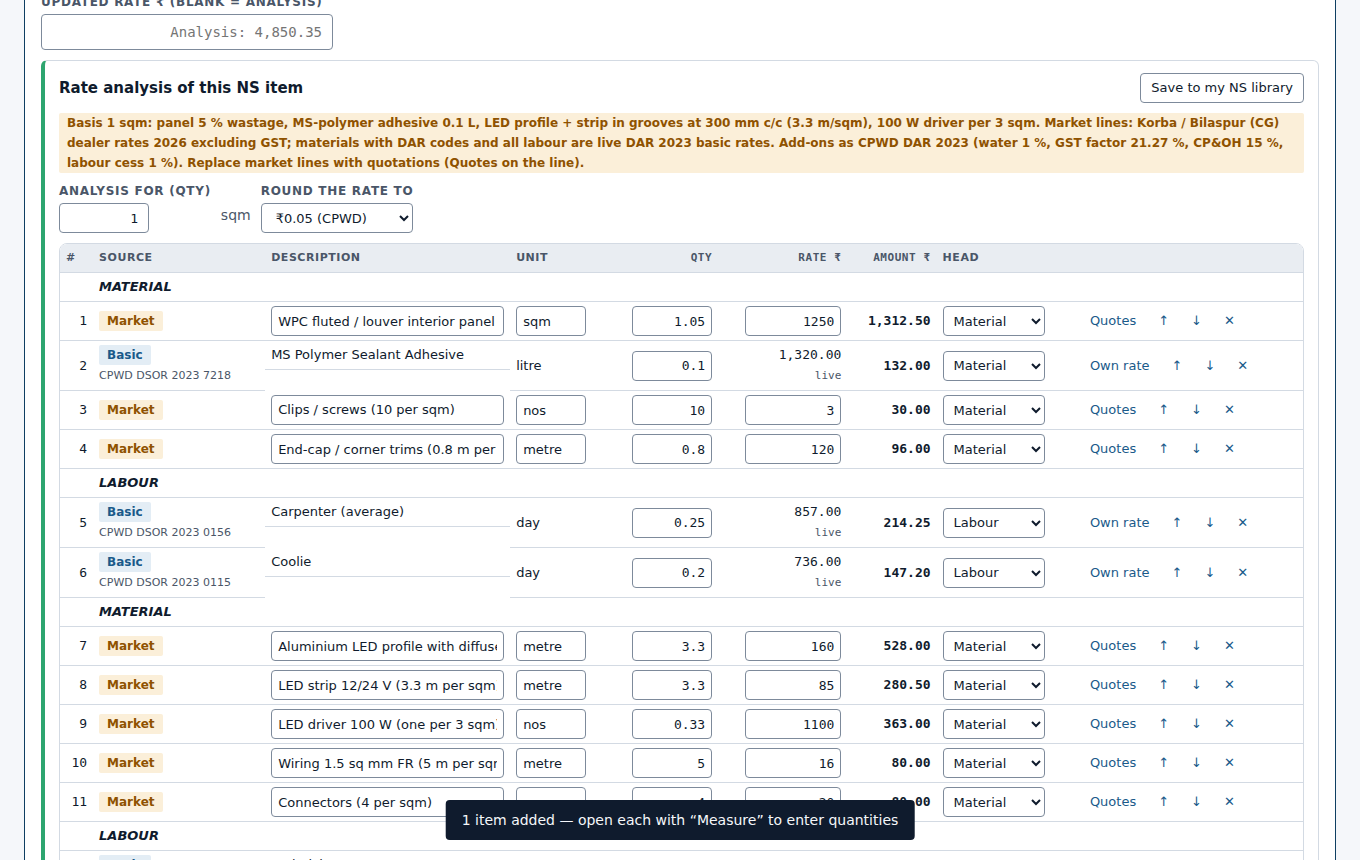 UPDATED RATE ₹ (BLANK = ANALYSIS)
Analysis: 4,850.35
Rate analysis of this NS item
Save to my NS library
Basis 1 sqm: panel 5 % wastage, MS-polymer adhesive 0.1 L, LED profile + strip in grooves at 300 mm c/c (3.3 m/sqm), 100 W driver per 3 sqm. Market lines: Korba / Bilaspur (CG)
dealer rates 2026 excluding GST; materials with DAR codes and all labour are live DAR 2023 basic rates. Add-ons as CPWD DAR 2023 (water 1 %, GST factor 21.27 %, CP&OH 15 %,
labour cess 1 %). Replace market lines with quotations (Quotes on the line).
ANALYSIS FOR (QTY) ROUND THE RATE TO
1 sqm ₹0.05 (CPWD)
# SOURCE DESCRIPTION UNIT QTY RATE ₹ AMOUNT ₹ HEAD
MATERIAL
1 Market WPC fluted / louver interior panel sqm 1.05 1250 1,312.50 Material Quotes ↑ ↓ ✕
2 Basic MS Polymer Sealant Adhesive litre 0.1 1,320.00 132.00 Material Own rate ↑ ↓ ✕
CPWD DSOR 2023 7218 live
3 Market Clips / screws (10 per sqm) nos 10 3 30.00 Material Quotes ↑ ↓ ✕
4 Market End-cap / corner trims (0.8 m per metre 0.8 120 96.00 Material Quotes ↑ ↓ ✕
LABOUR
5 Basic Carpenter (average) day 0.25 857.00 214.25 Labour Own rate ↑ ↓ ✕
CPWD DSOR 2023 0156 live
6 Basic Coolie day 0.2 736.00 147.20 Labour Own rate ↑ ↓ ✕
CPWD DSOR 2023 0115 live
MATERIAL
7 Market Aluminium LED profile with diffuse metre 3.3 160 528.00 Material Quotes ↑ ↓ ✕
8 Market LED strip 12/24 V (3.3 m per sqm metre 3.3 85 280.50 Material Quotes ↑ ↓ ✕
9 Market LED driver 100 W (one per 3 sqm) nos 0.33 1100 363.00 Material Quotes ↑ ↓ ✕
10 Market Wiring 1.5 sq mm FR (5 m per sqm metre 5 16 80.00 Material Quotes ↑ ↓ ✕
11 Market Connectors (4 per sqm) Material Quotes ↑ ↓ ✕
1 item added — open each with “Measure” to enter quantities
LABOUR